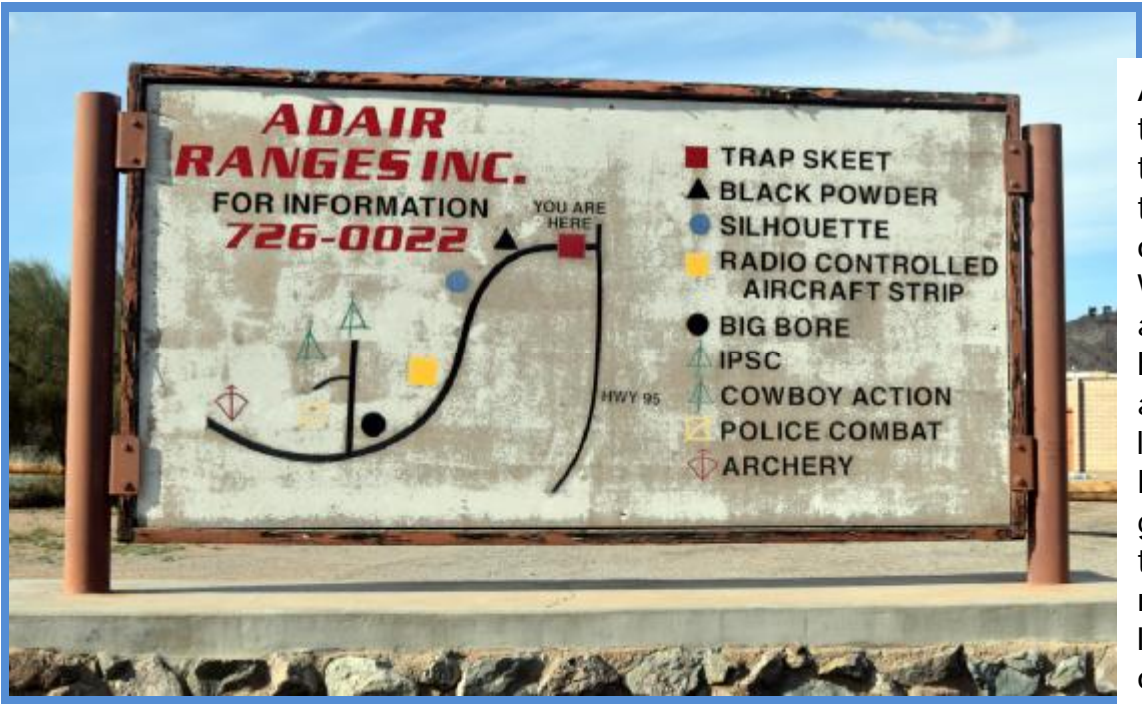 ADAIR
RANGES INC.
FOR INFORMATION
726-0022
YOU ARE
HERE
HWY 95
TRAP SKEET
BLACK POWDER
SILHOUETTE
RADIO CONTROLLED
AIRCRAFT STRIP
BIG BORE
IPSC
COWBOY ACTION
POLICE COMBAT
ARCHERY